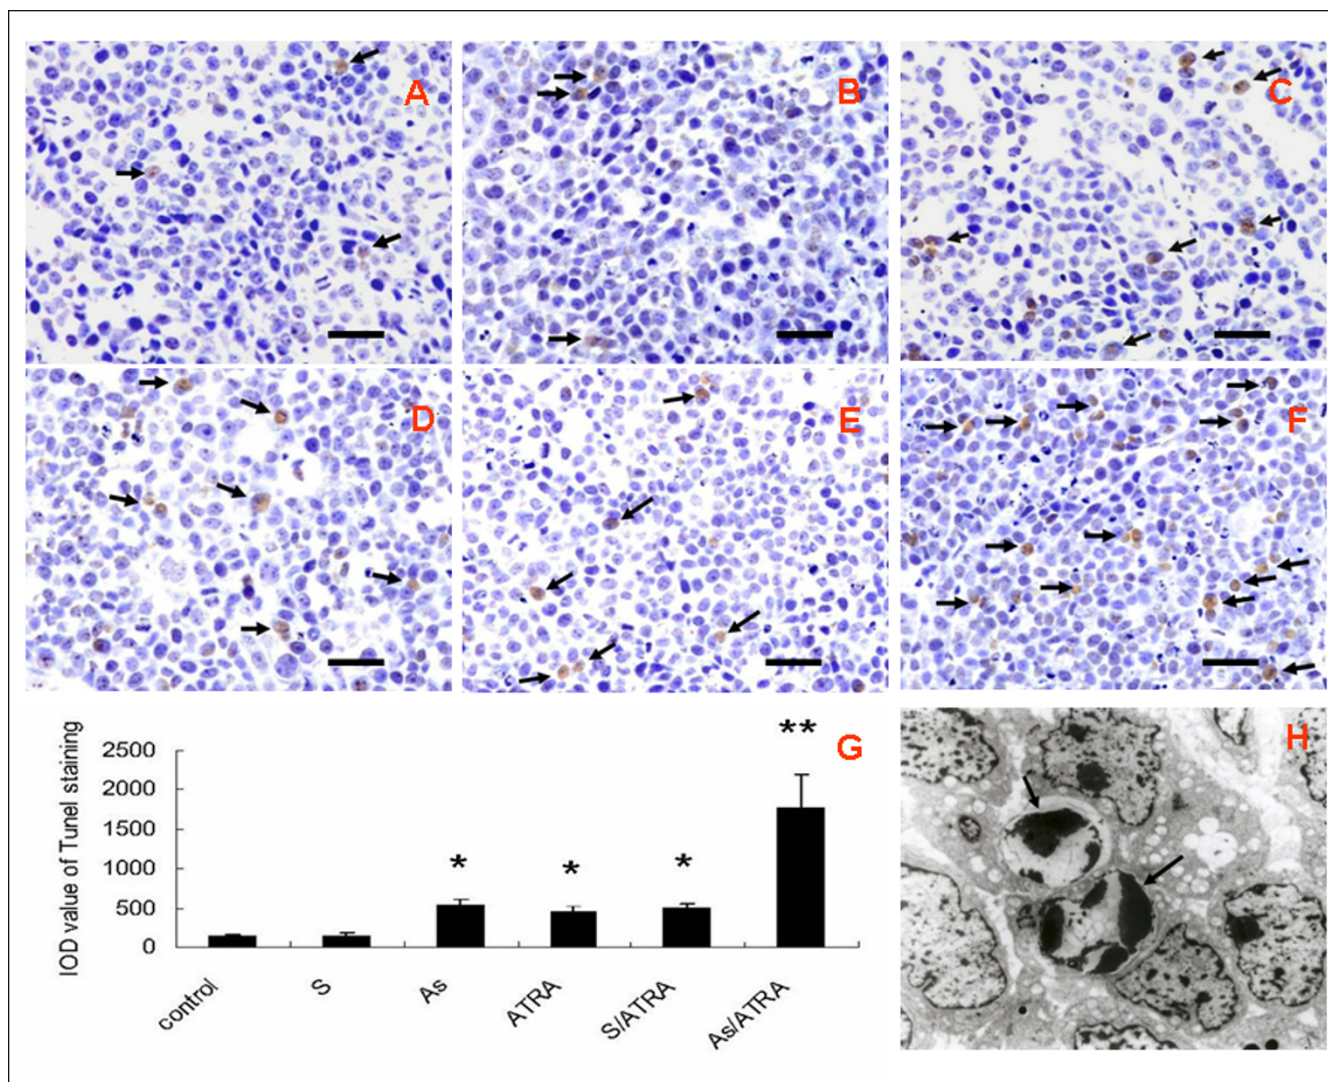 A
B
C
D
E
F
G
H
IOD value of Tunel staining
2500
2000
1500
1000
500
0
*
*
*
**
control
S
As
ATRA
S/ATRA
As/ATRA